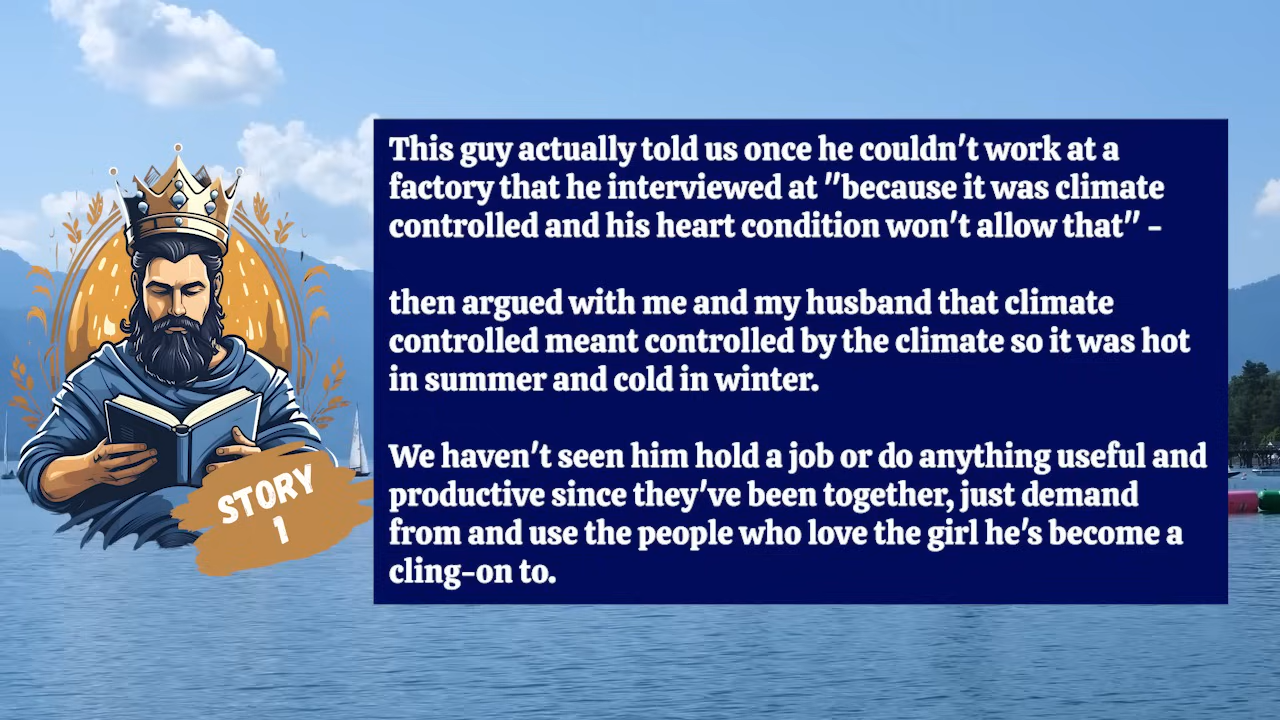 This guy actually told us once he couldn't work at a
factory that he interviewed at "because it was climate
controlled and his heart condition won't allow that" -
then argued with me and my husband that climate
controlled meant controlled by the climate so it was hot
in summer and cold in winter.
We haven't seen him hold a job or do anything useful and
productive since they've been together, just demand
from and use the people who love the girl he's become a
cling-on to.
STORY
1